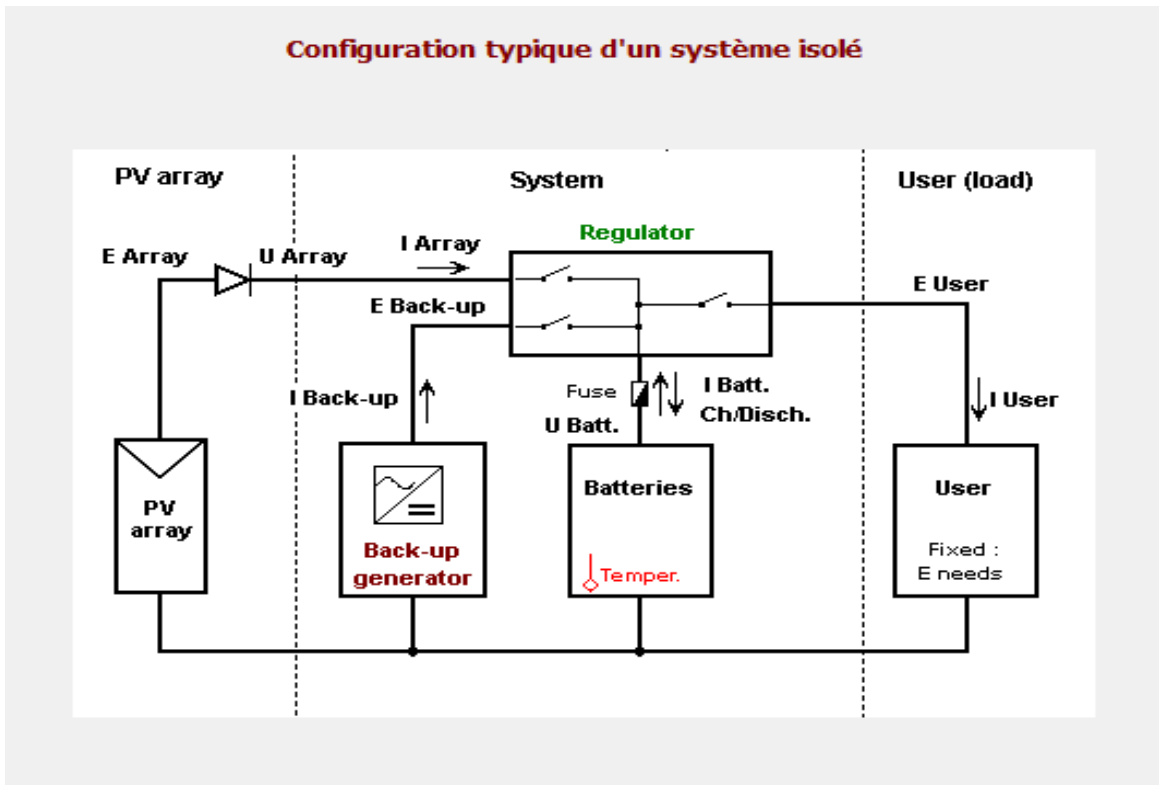 Configuration typique d'un système isolé
PV array
System
User (load)
Regulator
E Array
U Array
I Array
E User
E Back-up
I Back-up
Fuse
I Batt.
Ch/Disch.
U Batt.
I User
PV
array
Back-up
generator
Batteries
Temper.
User
Fixed :
E needs